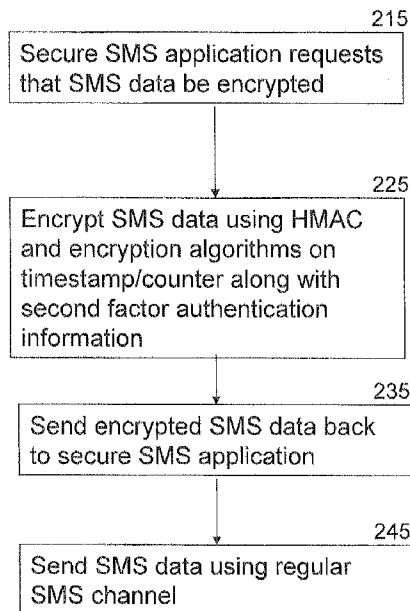 215
Secure SMS application requests
that SMS data be encrypted
225
Encrypt SMS data using HMAC
and encryption algorithms on
timestamp/counter along with
second factor authentication
information
235
Send encrypted SMS data back
to secure SMS application
245
Send SMS data using regular
SMS channel